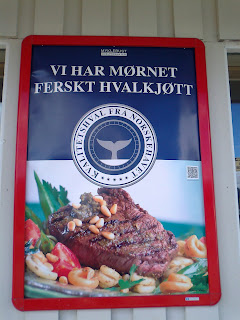 VI HAR MØRNET
FERSKT HVALKJØTT
KVALITETSHVAL FRA NORSKEHAVET